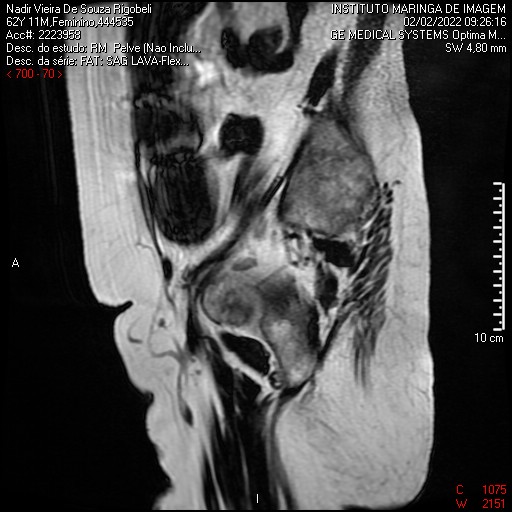 Nadir Vieira De Souza Rigobeli
62Y 11M,Feminino,444535
Acc#: 2223953
Desc. do estudo: RM Pelve (Nao Inclu...
Desc. da série: FAT: SAG LAVA-Flex...
< 700 - 70 >
INSTITUTO MARINGA DE IMAGEM
02/02/2022 09:26:16
GE MEDICAL SYSTEMS Optima M...
SW 4,80 mm
A
10 cm
I
C 1075
W 2151